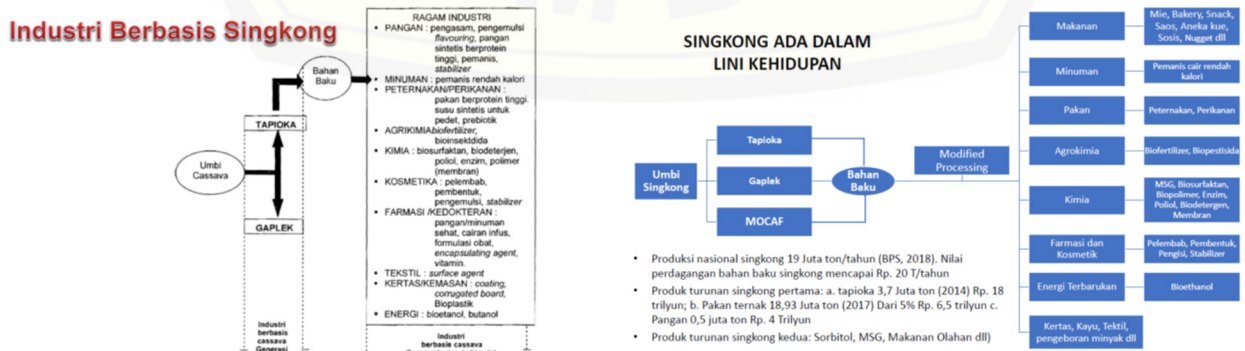 Industri Berbasis Singkong
Umbi
Cassava
TAPIOKA
GAPLEK
Bahan
Baku
RAGAM INDUSTRI
• PANGAN : pengasam, pengemulsi
flavouring, pangan
sintetis berprotein
tinggi, pemanis,
stabilizer
• MINUMAN : pemanis rendah kalori
• PETERNAKAN/PERIKANAN :
pakan berprotein tinggi.
susu sintetis untuk
pedet, prebiotik
• AGRIKIMIAbiofertilizer,
bioinsektdida
• KIMIA : biosurfaktan, biodeterjen,
poliol, enzim, polimer
(membran)
• KOSMETIKA : pelembab,
pembentuk,
pengemulsi, stabilizer
• FARMASI /KEDOKTERAN :
pangan/minuman
sehat, cairan infus,
formulasi obat,
encapsulating agent,
vitamin.
• TEKSTIL : surface agent
• KERTAS/KEMASAN : coating,
corrugated board,
Bioplastik
• ENERGI : bioetanol, butanol
Industri
berbasis
cassava
Generasi
Industri
berbasis cassava
SINGKONG ADA DALAM
LINI KEHIDUPAN
Umbi
Singkong
Tapioka
Gaplek
MOCAF
Bahan
Baku
Modified
Processing
Makanan
Mie, Bakery, Snack,
Saos, Aneka kue,
Sosis, Nugget dll
Minuman
Pemanis cair rendah
kalori
Pakan
Peternakan, Perikanan
Agrokimia
Biofertilizer, Biopestisida
Kimia
MSG, Biosurfaktan,
Biopolimer, Enzim,
Poliol, Biodetergen,
Membran
Farmasi dan
Kosmetik
Pelembab, Pembentuk,
Pengisi, Stabilizer
Energi Terbarukan
Bioethanol
Kertas, Kayu, Tektil,
pengeboran minyak dll
• Produksi nasional singkong 19 Juta ton/tahun (BPS, 2018). Nilai
perdagangan bahan baku singkong mencapai Rp. 20 T/tahun
• Produk turunan singkong pertama: a. tapioka 3,7 Juta ton (2014) Rp. 18
trilyun; b. Pakan ternak 18,93 Juta ton (2017) Dari 5% Rp. 6,5 trilyun c.
Pangan 0,5 juta ton Rp. 4 Trilyun
• Produk turunan singkong kedua: Sorbitol, MSG, Makanan Olahan dll)